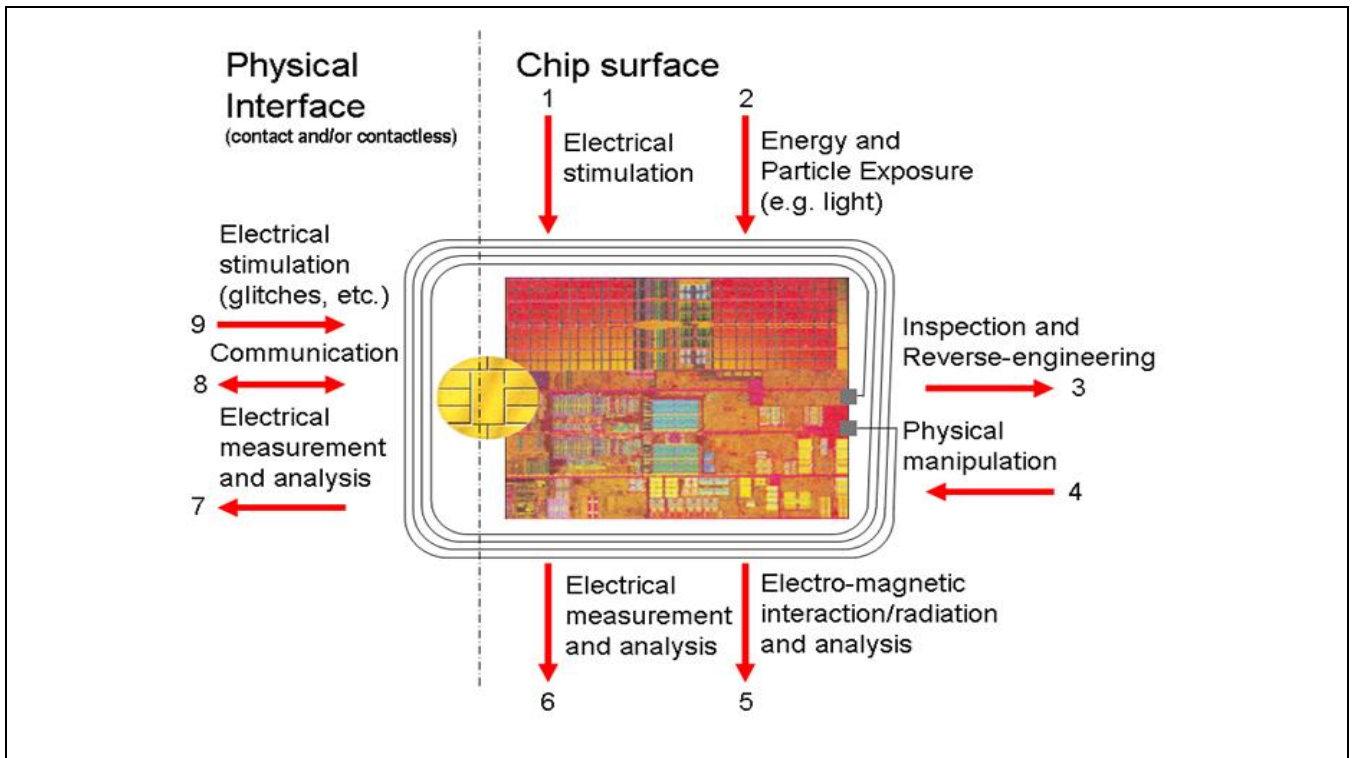 Physical
Interface
(contact and/or contactless)
Chip surface
1
2
Electrical
stimulation
Energy and
Particle Exposure
(e.g. light)
Electrical
stimulation
(glitches, etc.)
9
Communication
8
Electrical
measurement
and analysis
7
Inspection and
Reverse-engineering
3
Physical
manipulation
4
Electrical
measurement
and analysis
6
Electro-magnetic
interaction/radiation
and analysis
5